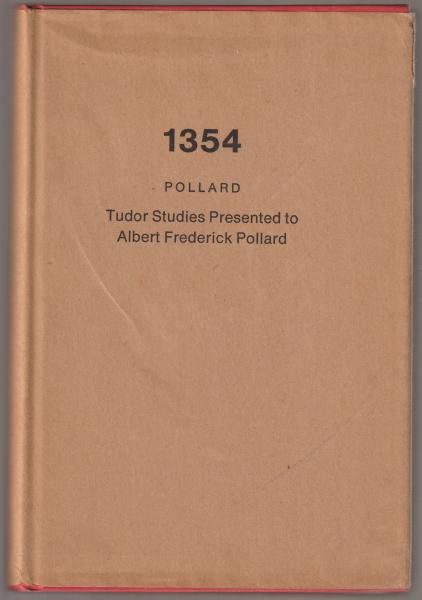 1354
POLLARD
Tudor Studies Presented to
Albert Frederick Pollard